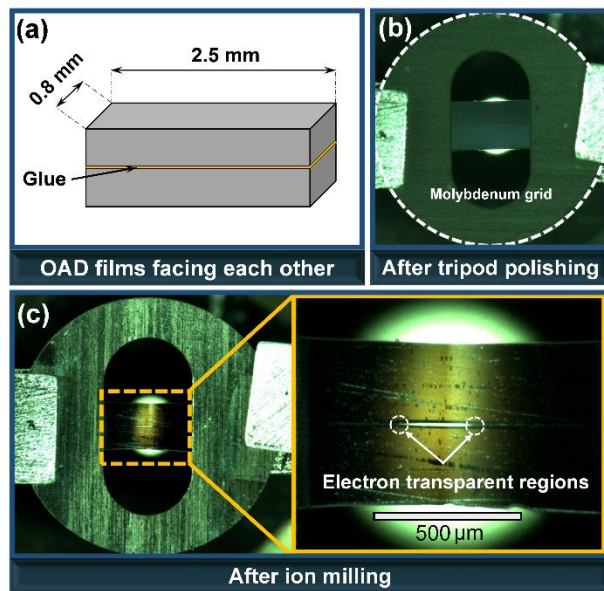 (a)
2.5 mm
0.8 mm
Glue
OAD films facing each other
(b)
Molybdenum grid
After tripod polishing
(c)
Electron transparent regions
500 µm
After ion milling